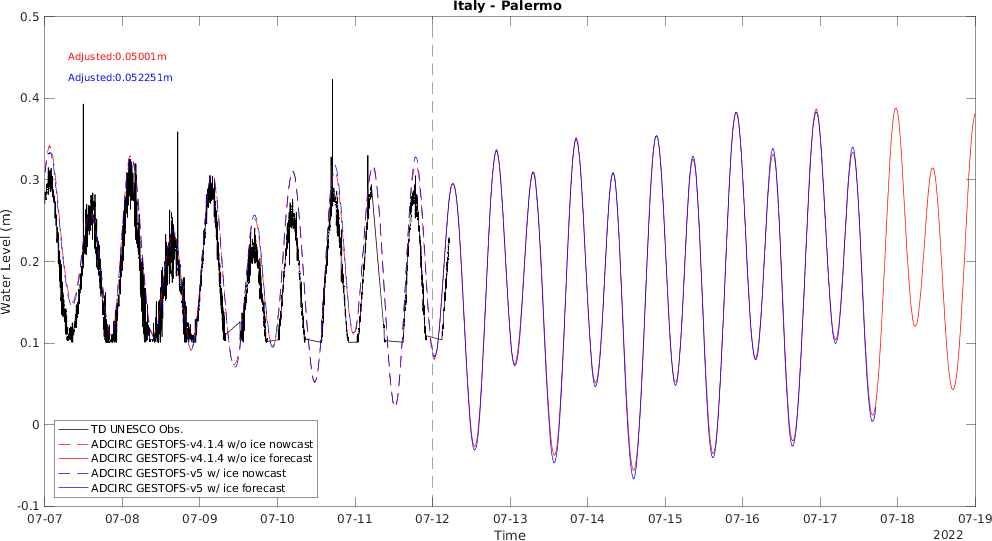 Italy - Palermo
0.5
Adjusted:0.05001m
Adjusted:0.052251m
0.4
0.3
0.2
0.1
0
-0.1
Water Level (m)
TD UNESCO Obs.
ADCIRC GESTOFS-v4.1.4 w/o ice nowcast
ADCIRC GESTOFS-v4.1.4 w/o ice forecast
ADCIRC GESTOFS-v5 w/ ice nowcast
ADCIRC GESTOFS-v5 w/ ice forecast
07-07 07-08 07-09 07-10 07-11 07-12 07-13 07-14 07-15 07-16 07-17 07-18 07-19
Time
2022